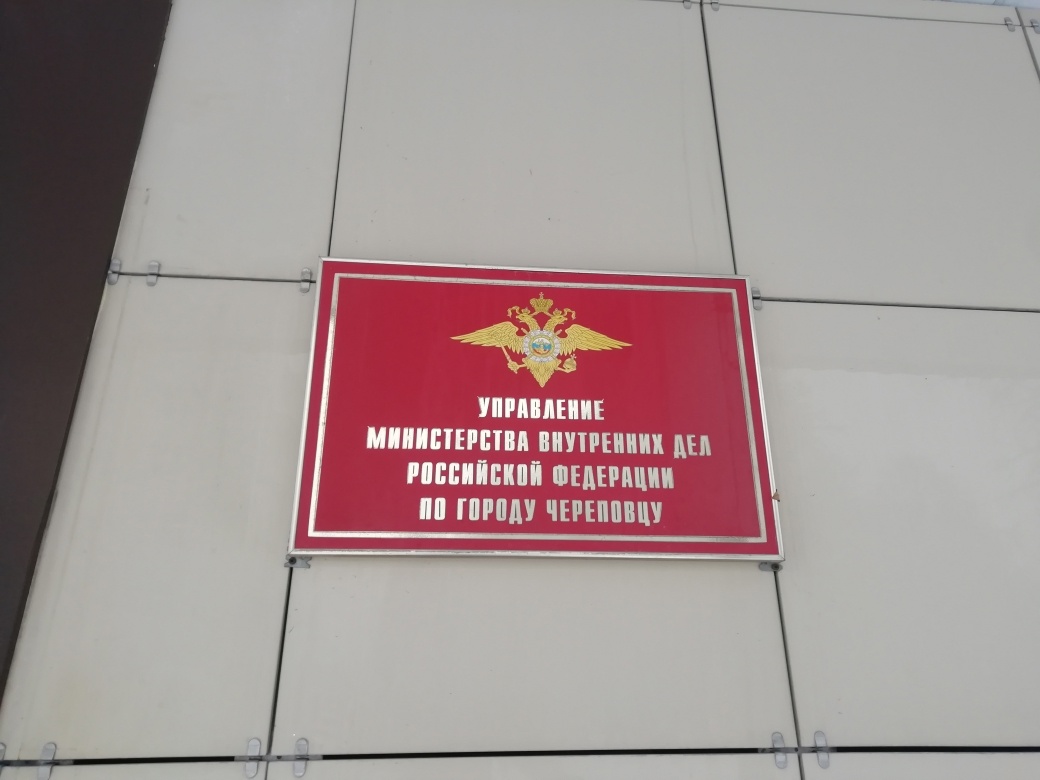 УПРАВЛЕНИЕ
МИНИСТЕРСТВА ВНУТРЕННИХ ДЕЛ
РОССИЙСКОЙ ФЕДЕРАЦИИ
ПО ГОРОДУ ЧЕРЕПОВЦУ